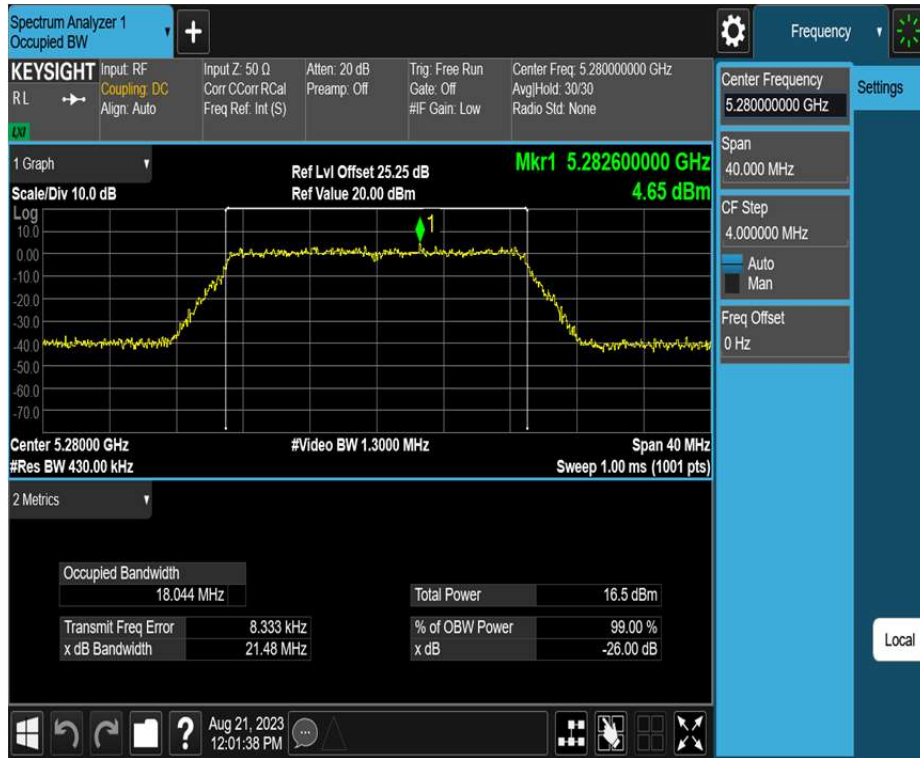 Spectrum Analyzer 1
Occupied BW
+
Frequency
KEYSIGHT
RL
LXI
Input: RF
Coupling: DC
Align: Auto
Input Z: 50 Ω
Corr CCorr RCal
Freq Ref: Int (S)
Atten: 20 dB
Preamp: Off
Trig: Free Run
Gate: Off
#IF Gain: Low
Center Freq: 5.280000000 GHz
Avg|Hold: 30/30
Radio Std: None
Center Frequency
5.280000000 GHz
Settings
Span
40.000 MHz
CF Step
4.000000 MHz
Auto
Man
Freq Offset
0 Hz
1 Graph
Scale/Div 10.0 dB
Ref Lvl Offset 25.25 dB
Ref Value 20.00 dBm
Mkr1 5.282600000 GHz
4.65 dBm
Log
10.0
0.00
-10.0
-20.0
-30.0
-40.0
-50.0
-60.0
-70.0
1
Center 5.28000 GHz
#Res BW 430.00 kHz
#Video BW 1.3000 MHz
Span 40 MHz
Sweep 1.00 ms (1001 pts)
2 Metrics
Occupied Bandwidth
18.044 MHz
Transmit Freq Error 8.333 kHz
x dB Bandwidth 21.48 MHz
Total Power 16.5 dBm
% of OBW Power 99.00 %
x dB -26.00 dB
Local
?
Aug 21, 2023
12:01:38 PM